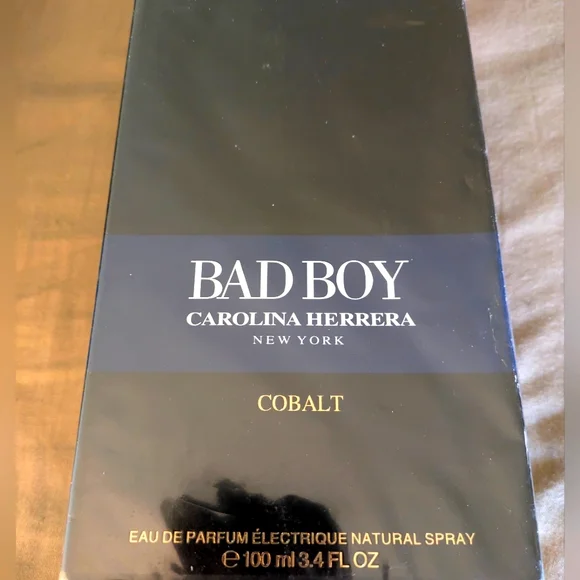 BAD BOY
CAROLINA HERRERA
NEW YORK
COBALT
EAU DE PARFUM ÉLECTRIQUE NATURAL SPRAY
℮ 100 ml 3.4 FL OZ